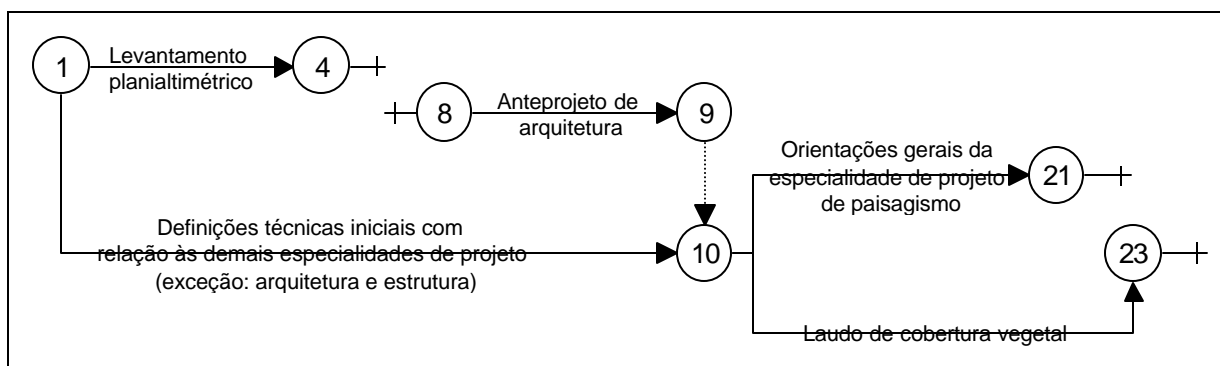 1
Levantamento
planialtimétrico
4
8
Anteprojeto de
arquitetura
9
Orientações gerais da
especialidade de projeto
de paisagismo
21
Definições técnicas iniciais com
relação às demais especialidades de projeto
(exceção: arquitetura e estrutura)
10
23
Laudo de cobertura vegetal